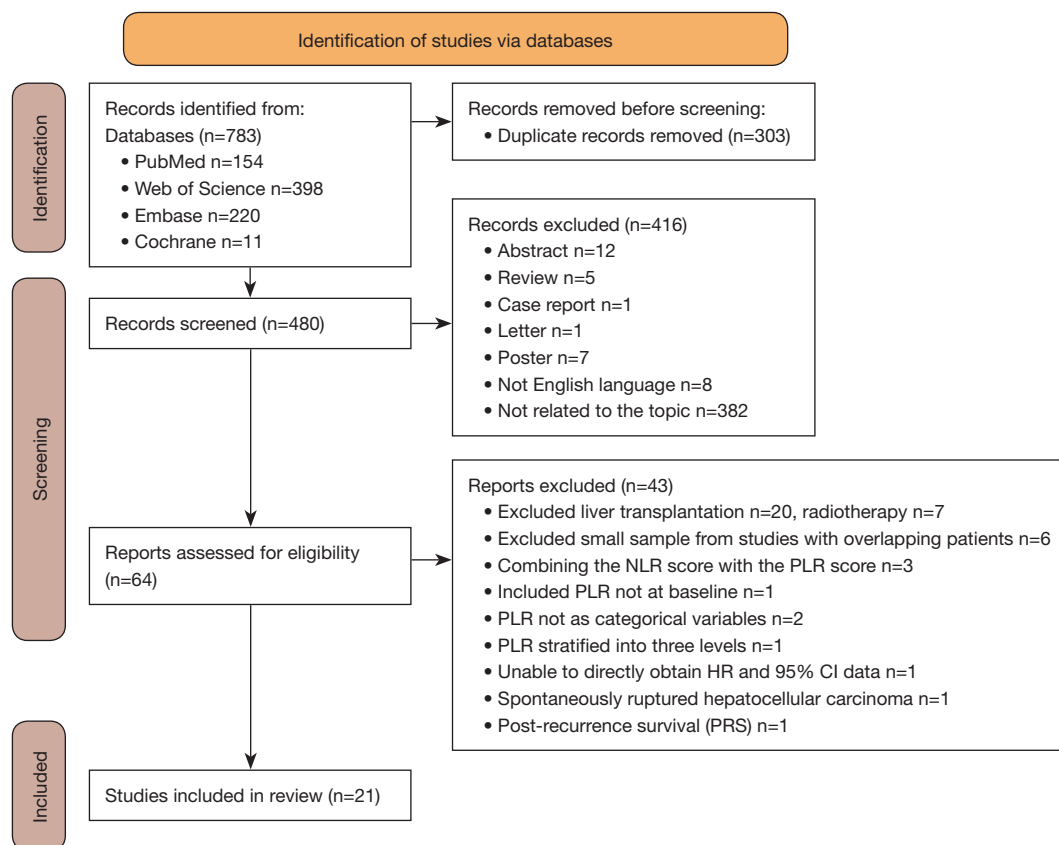 Identification of studies via databases
Identification
Records identified from:
Databases (n=783)
• PubMed n=154
• Web of Science n=398
• Embase n=220
• Cochrane n=11
Records removed before screening:
• Duplicate records removed (n=303)
Screening
Records screened (n=480)
Records excluded (n=416)
• Abstract n=12
• Review n=5
• Case report n=1
• Letter n=1
• Poster n=7
• Not English language n=8
• Not related to the topic n=382
Reports assessed for eligibility
(n=64)
Reports excluded (n=43)
• Excluded liver transplantation n=20, radiotherapy n=7
• Excluded small sample from studies with overlapping patients n=6
• Combining the NLR score with the PLR score n=3
• Included PLR not at baseline n=1
• PLR not as categorical variables n=2
• PLR stratified into three levels n=1
• Unable to directly obtain HR and 95% CI data n=1
• Spontaneously ruptured hepatocellular carcinoma n=1
• Post-recurrence survival (PRS) n=1
Included
Studies included in review (n=21)